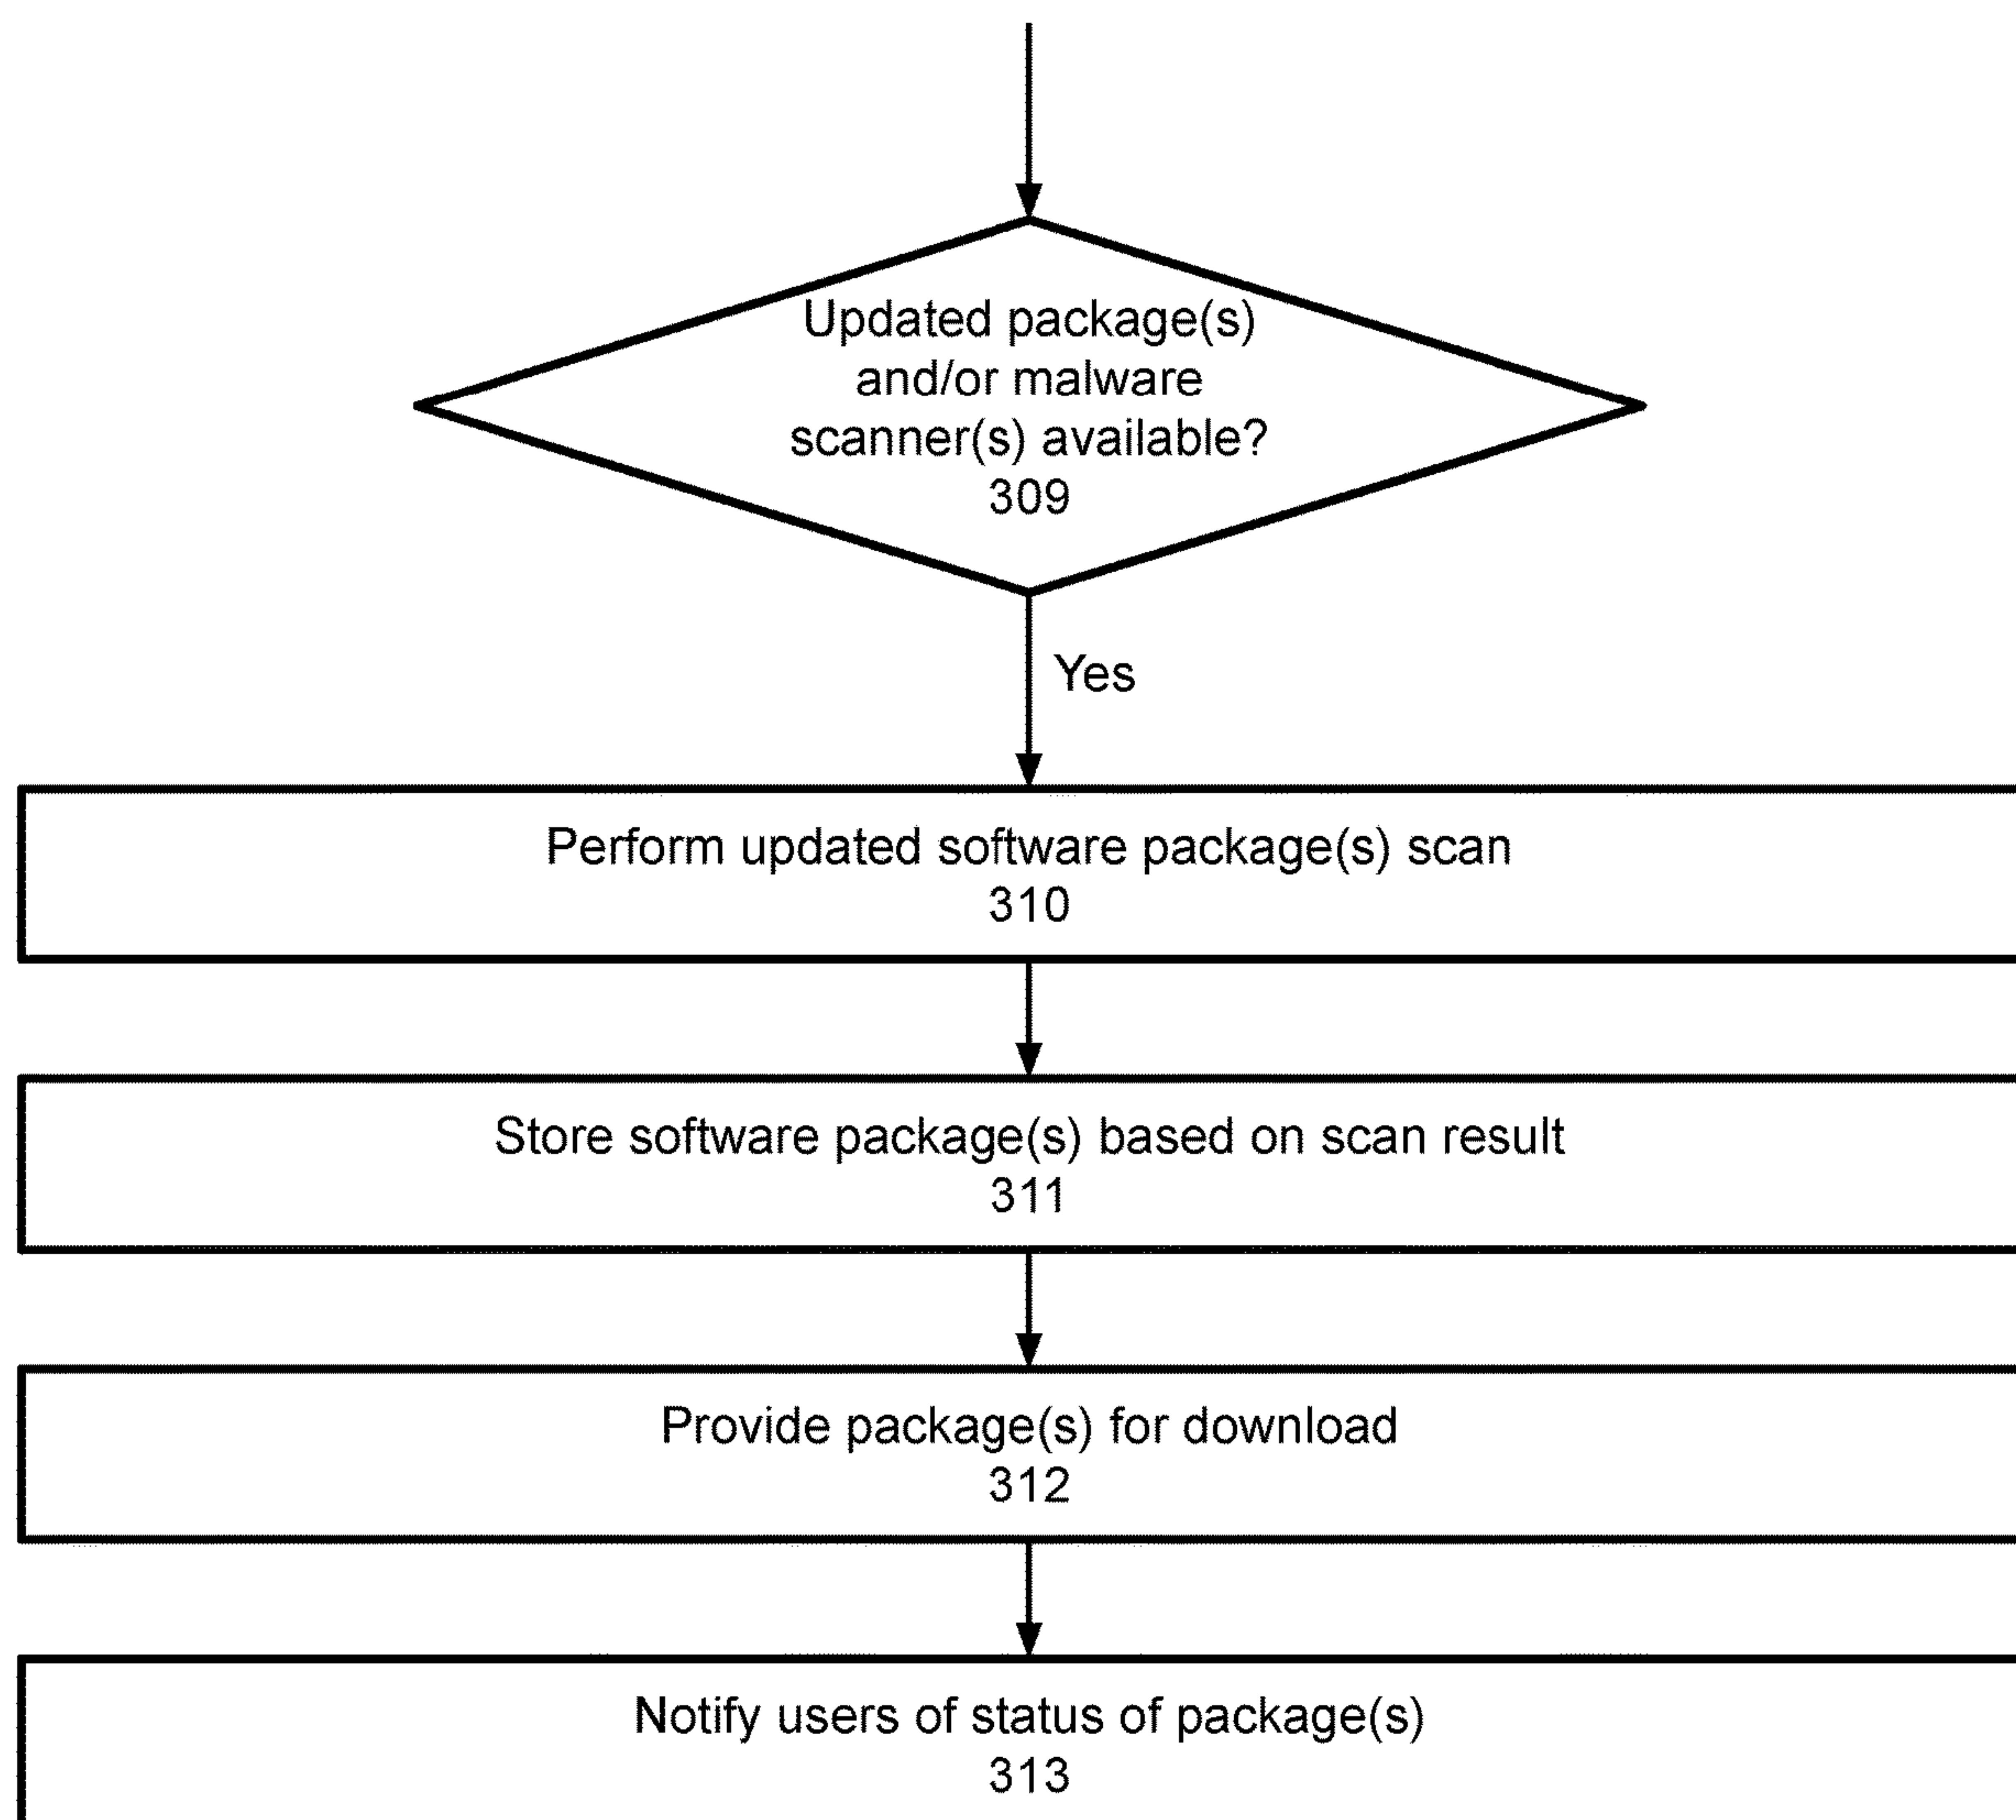 Updated package(s)
and/or malware
scanner(s) available?
309
Yes
Perform updated software package(s) scan
310
Store software package(s) based on scan result
311
Provide package(s) for download
312
Notify users of status of package(s)
313